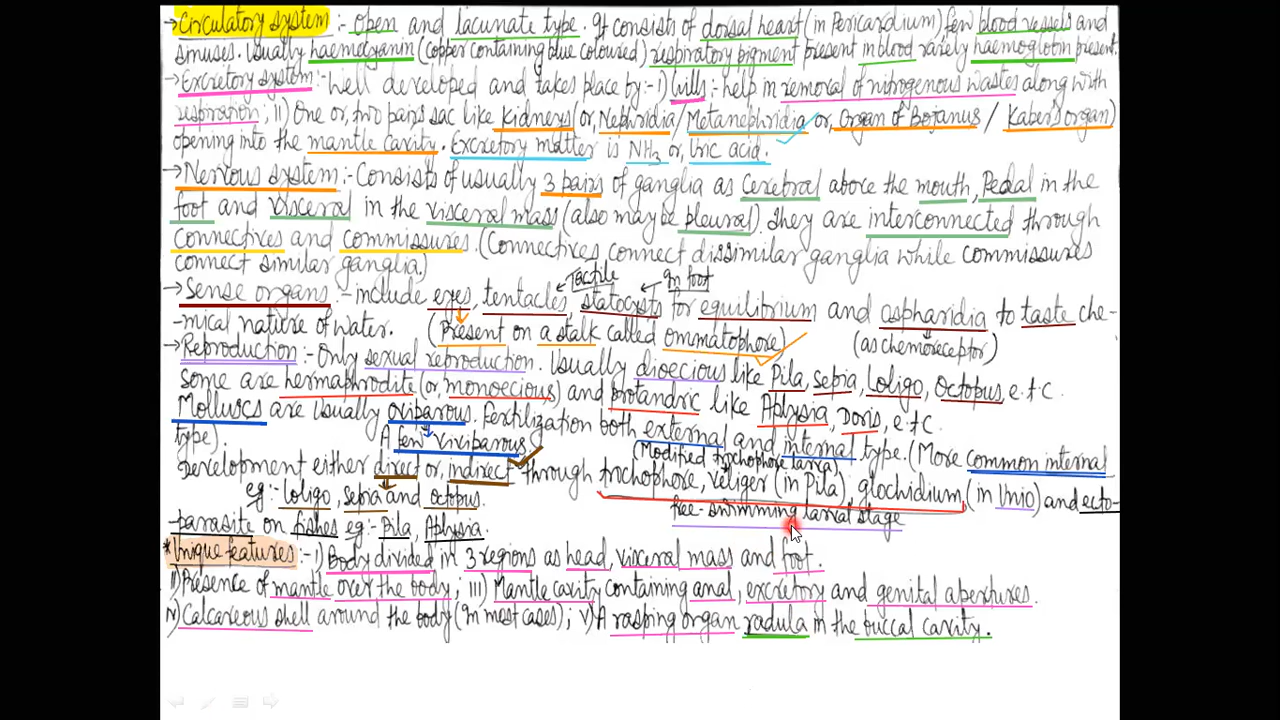 →Circulatory system :- open and lacunate type. It consists of dorsal heart (in Pericardium) few blood vessels and
sinuses. Usually haemocyanin (copper containing blue coloured) respiratory pigment present in blood rarely haemoglobin present.
→Excretory system :- Well developed and takes place by:- i) Gills :- help in removal of nitrogenous wastes along with
respiration; ii) One or, two pairs sac like kidneys (or, Nephridia/Metanephridia or, Organ of Bojanus / Kaber's organ)
opening into the mantle cavity. Excretory matter is NH3 or, Uric acid.
→Nervous system :- Consists of usually 3 pairs of ganglia as Cerebral above the mouth, Pedal in the
foot and visceral in the visceral mass (also may be pleural). They are interconnected through
connectives and commissures. (Connectives connect dissimilar ganglia while commissures
connect similar ganglia.)
←Tactile ←In foot
→Sense organs :- include eyes, tentacles, statocysts for equilibrium and aspharidia to taste che-
-mical nature of water. (Present on a stalk called ommatophore) (as chemoreceptor)
→Reproduction :- Only sexual reproduction. Usually dioecious like Pila, Sepia, Loligo, Octopus e.t.c.
Some are hermaphrodite (or monoecious) and protandric like Aplysia, Doris, e.t.c.
Molluscs are usually oviparous. Fertilization both external and internal type. (More common internal
type). A few viviparous (Modified trochophore larva)
Development either direct or, indirect through trochophore, veliger (in Pila), glochidium (in Unio) and ecto-
eg:- Loligo, sepia and octopus. free-swimming larval stage
-parasite on fishes eg:- Pila, Aplysia.
*Unique features :- i) Body divided in 3 regions as head, visceral mass and foot.
ii) Presence of mantle over the body; iii) Mantle cavity containing anal, excretory and genital apertures.
iv) Calcareous shell around the body (In most cases); v) A rasping organ radula in the buccal cavity.